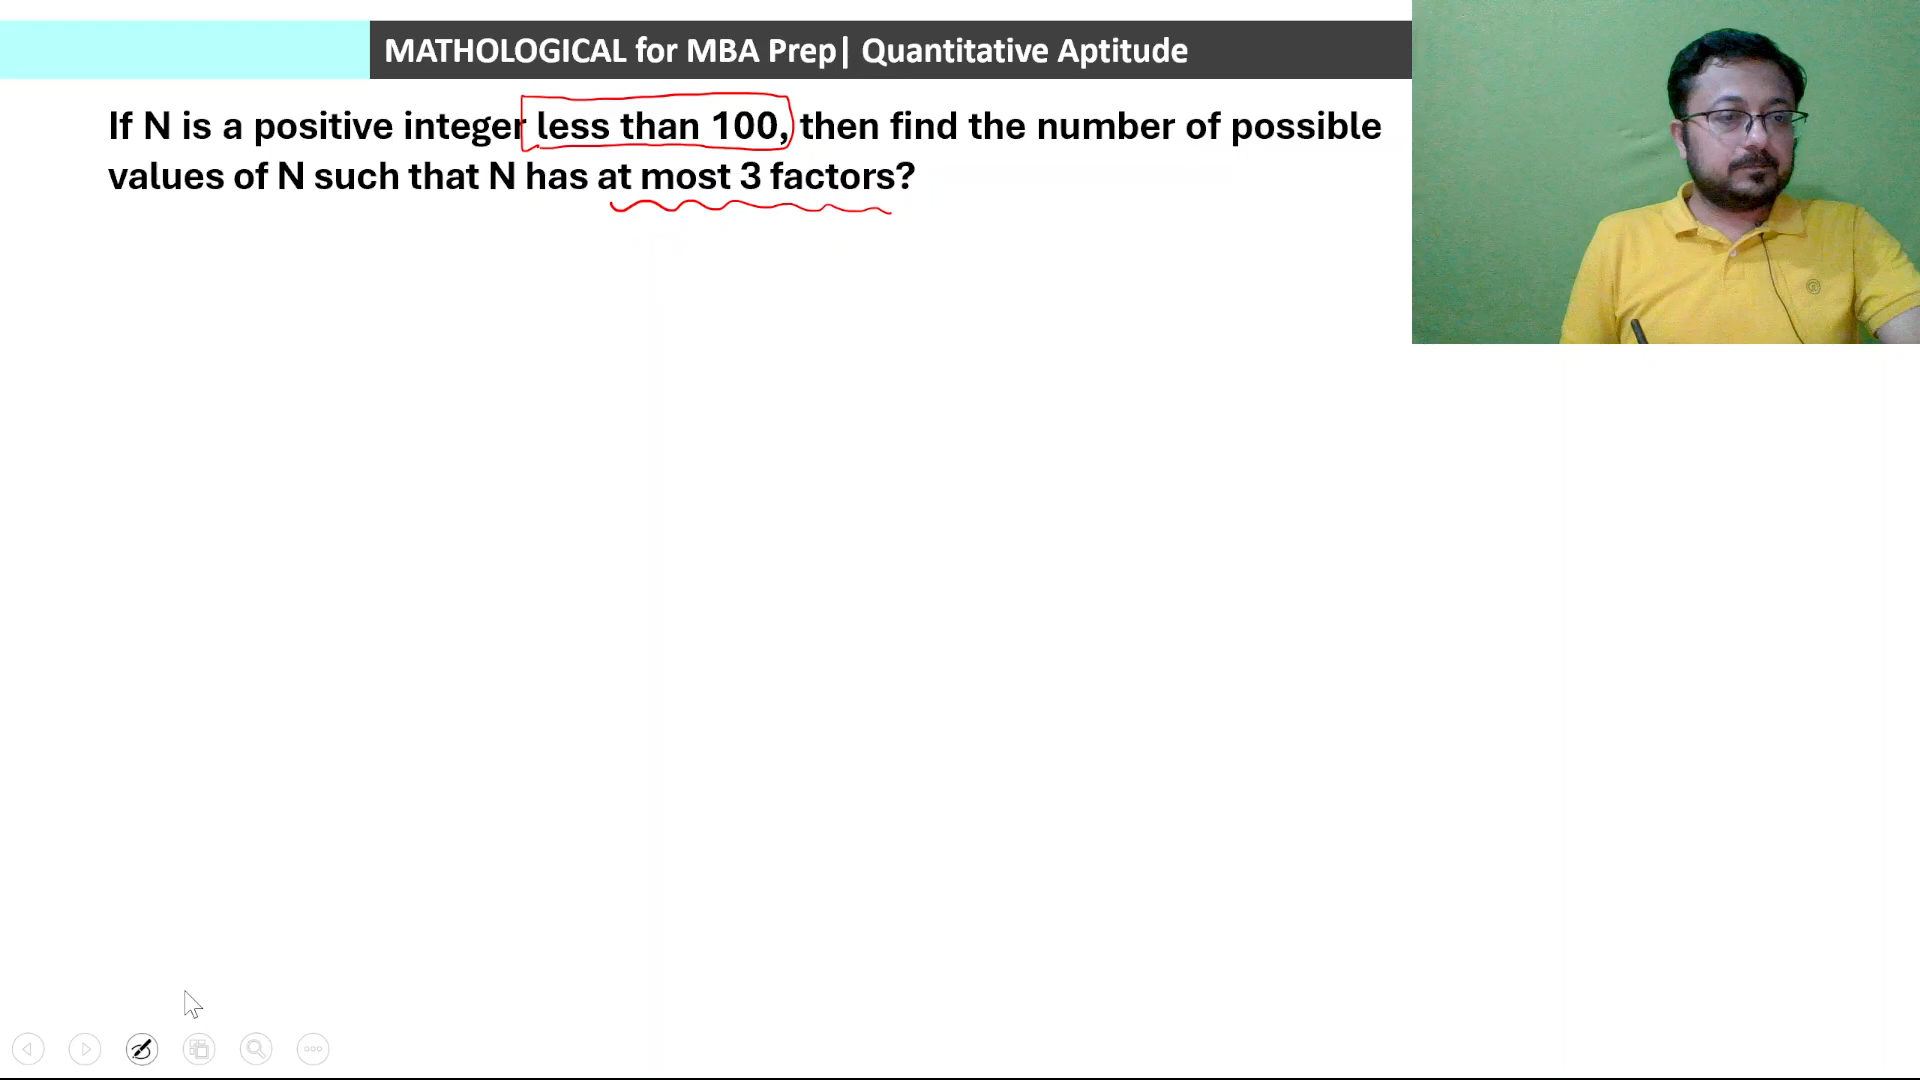 MATHOLOGICAL for MBA Prep| Quantitative Aptitude
If N is a positive integer less than 100, then find the number of possible
values of N such that N has at most 3 factors?